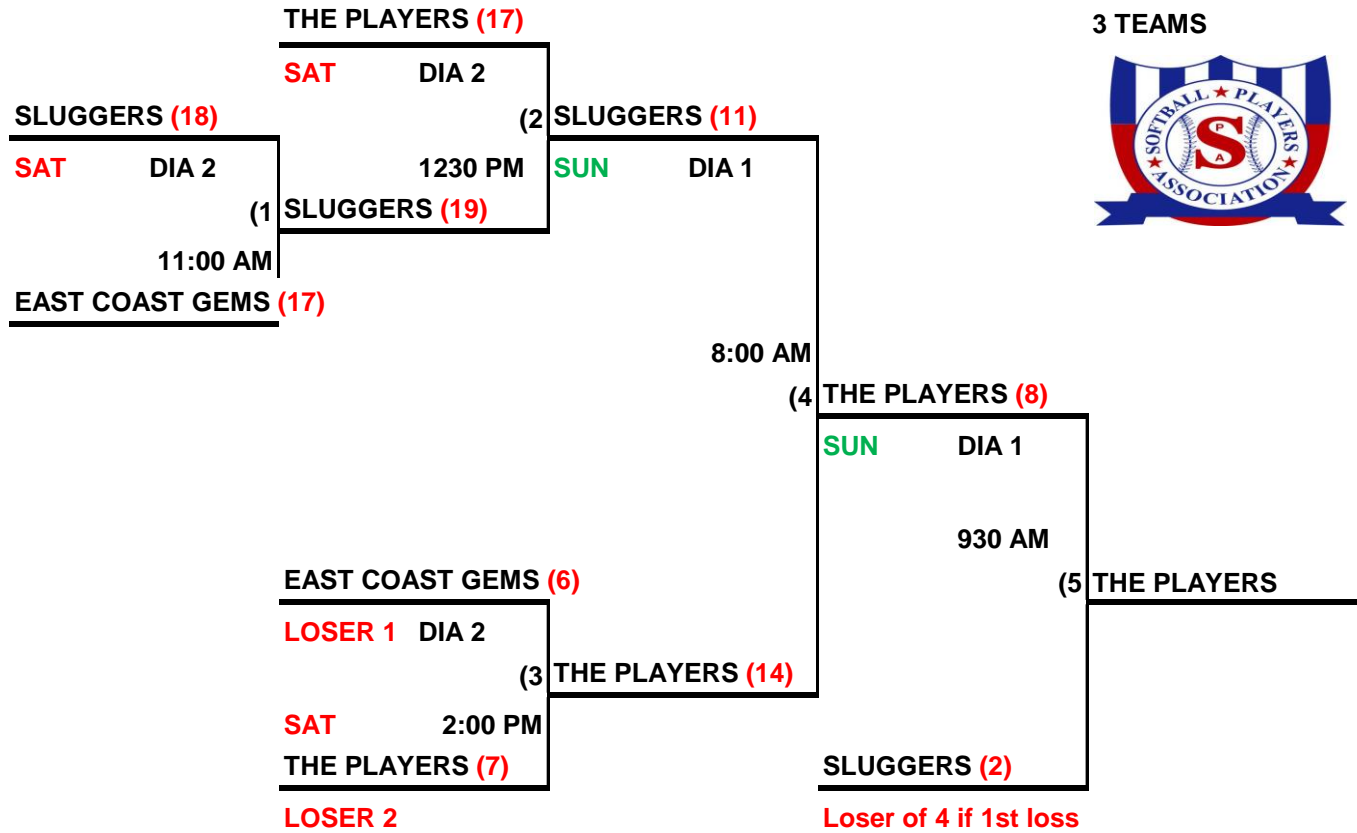 THE PLAYERS (17)
3 TEAMS
SAT DIA 2
SLUGGERS (18)
(2 SLUGGERS (11)
SOFTBALL ★ PLAYERS ★ ASSOCIATION ★
P
S
A
SAT DIA 2
1230 PM SUN DIA 1
(1 SLUGGERS (19)
11:00 AM
EAST COAST GEMS (17)
8:00 AM
(4 THE PLAYERS (8)
SUN DIA 1
930 AM
EAST COAST GEMS (6)
(5 THE PLAYERS
LOSER 1 DIA 2
(3 THE PLAYERS (14)
SAT 2:00 PM
THE PLAYERS (7)
SLUGGERS (2)
LOSER 2
Loser of 4 if 1st loss